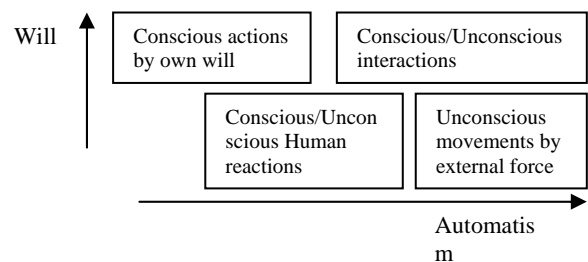 Will
Conscious actions
by own will
Conscious/Unconscious
interactions
Conscious/Uncon
scious Human
reactions
Unconscious
movements by
external force
Automatis
m